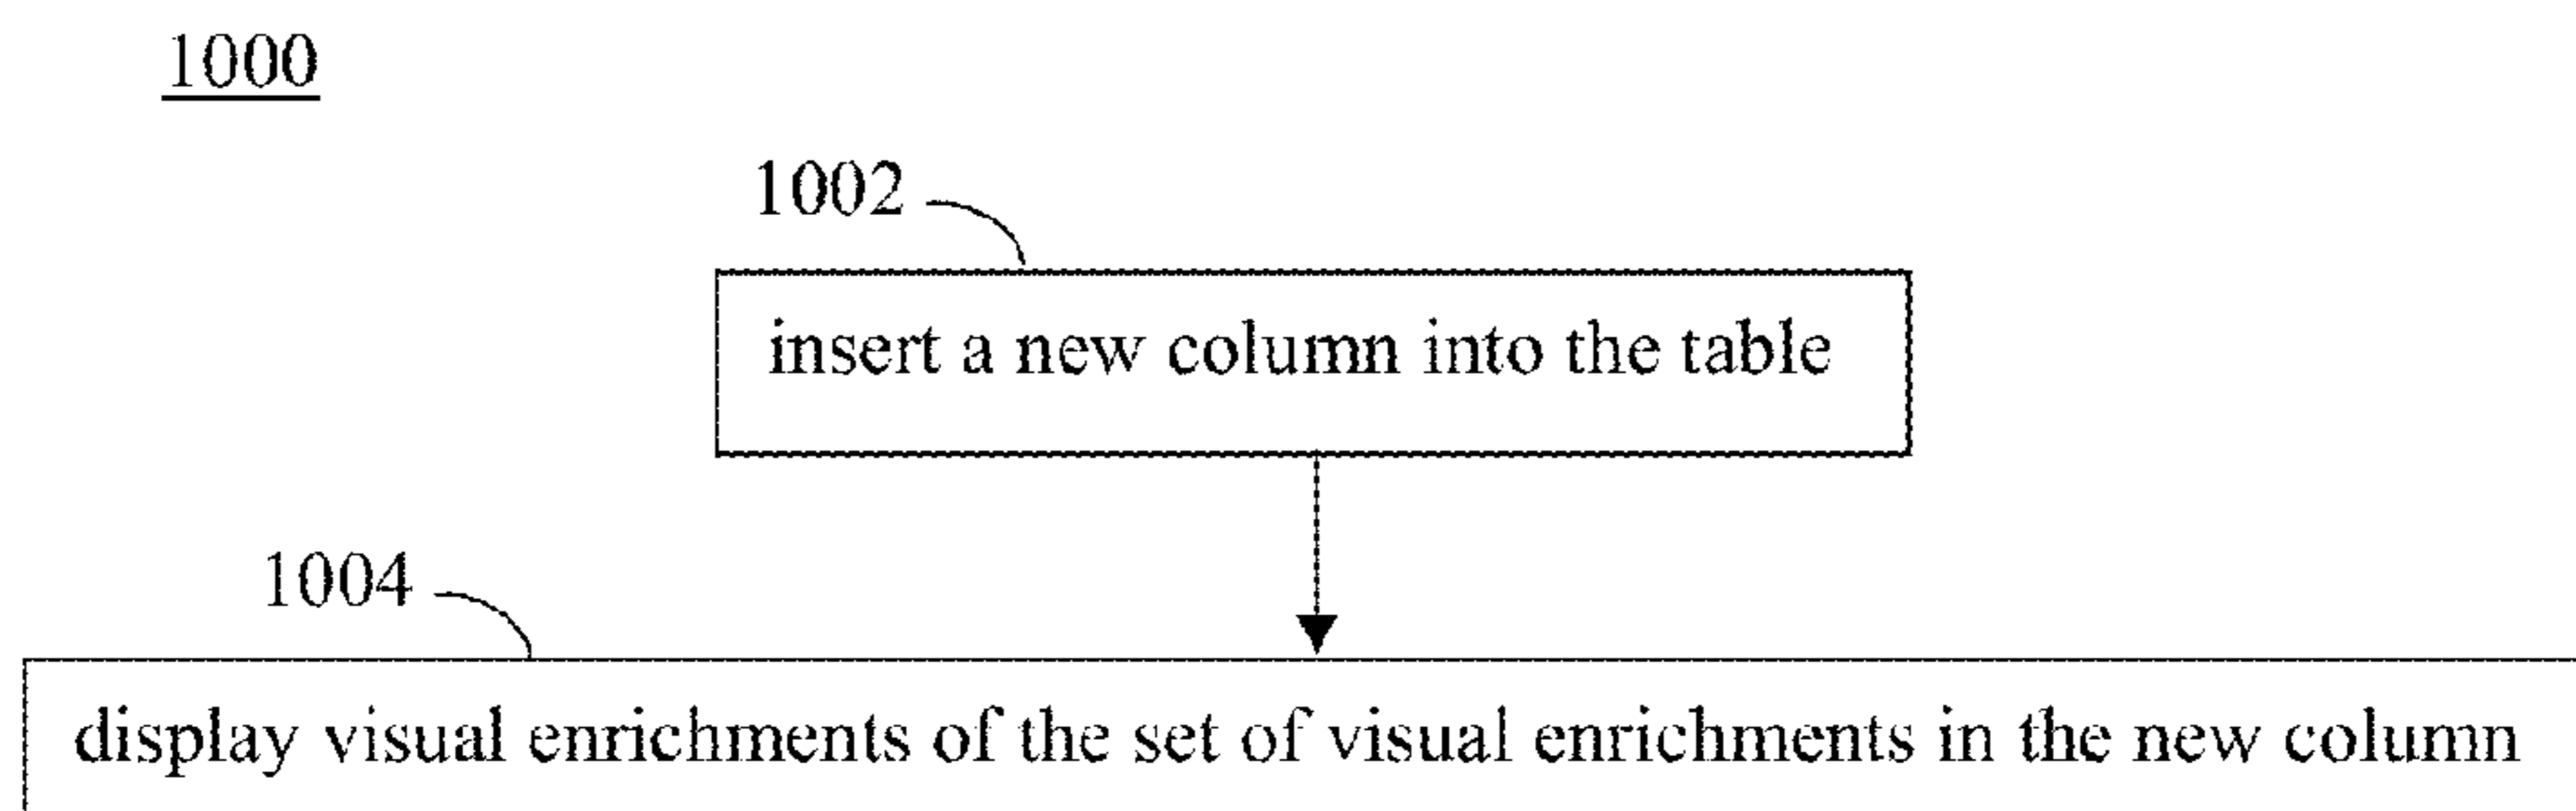 1000
1002
insert a new column into the table
1004
display visual enrichments of the set of visual enrichments in the new column